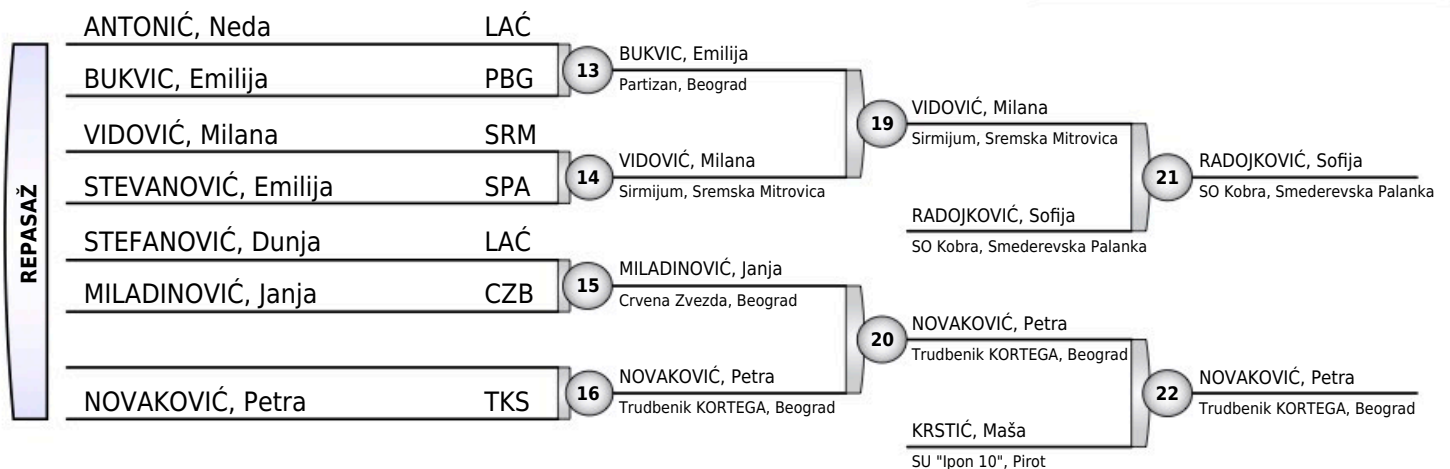 REPASAŽ
ANTONIĆ, Neda LAĆ
BUKVIC, Emilija PBG
VIDOVIĆ, Milana SRM
STEVANOVIĆ, Emilija SPA
STEFANOVIĆ, Dunja LAĆ
MILADINOVIĆ, Janja CZB
NOVAKOVIĆ, Petra TKS
13
BUKVIC, Emilija
Partizan, Beograd
14
VIDOVIĆ, Milana
Sirmijum, Sremska Mitrovica
15
MILADINOVIĆ, Janja
Crvena Zvezda, Beograd
16
NOVAKOVIĆ, Petra
Trudbenik KORTEGA, Beograd
19
VIDOVIĆ, Milana
Sirmijum, Sremska Mitrovica
RADOJKOVIĆ, Sofija
SO Kobra, Smederevska Palanka
20
NOVAKOVIĆ, Petra
Trudbenik KORTEGA, Beograd
KRSTIĆ, Maša
SU "Ipon 10", Pirot
21
RADOJKOVIĆ, Sofija
SO Kobra, Smederevska Palanka
22
NOVAKOVIĆ, Petra
Trudbenik KORTEGA, Beograd